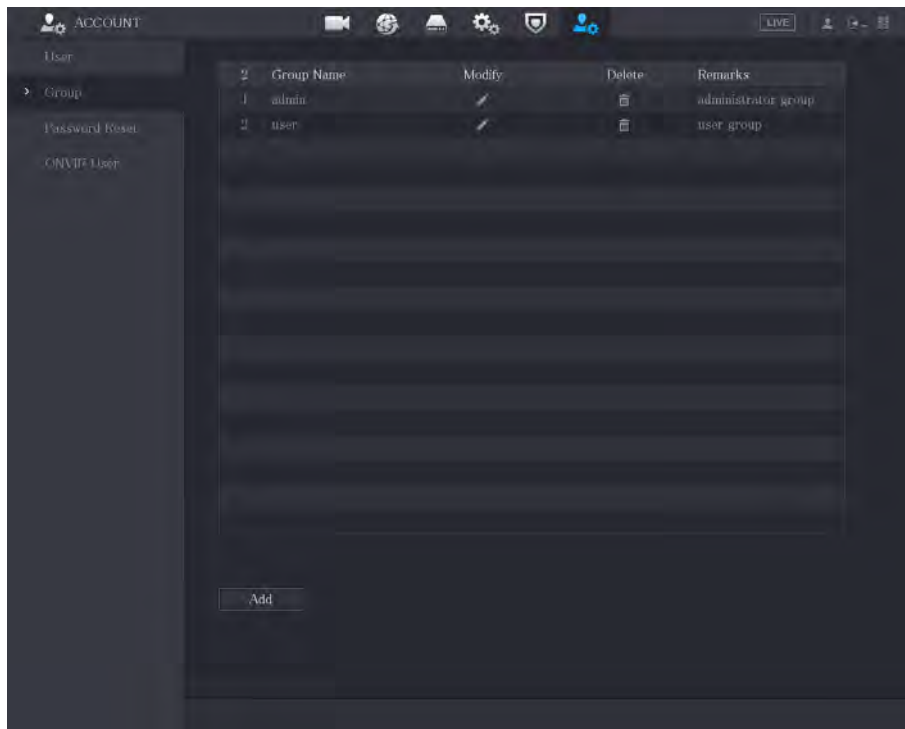 ACCOUNT
LIVE
User
Group
Password Reset
ONVIF User
2 Group Name Modify Delete Remarks
1 admin administrator group
2 user user group
Add